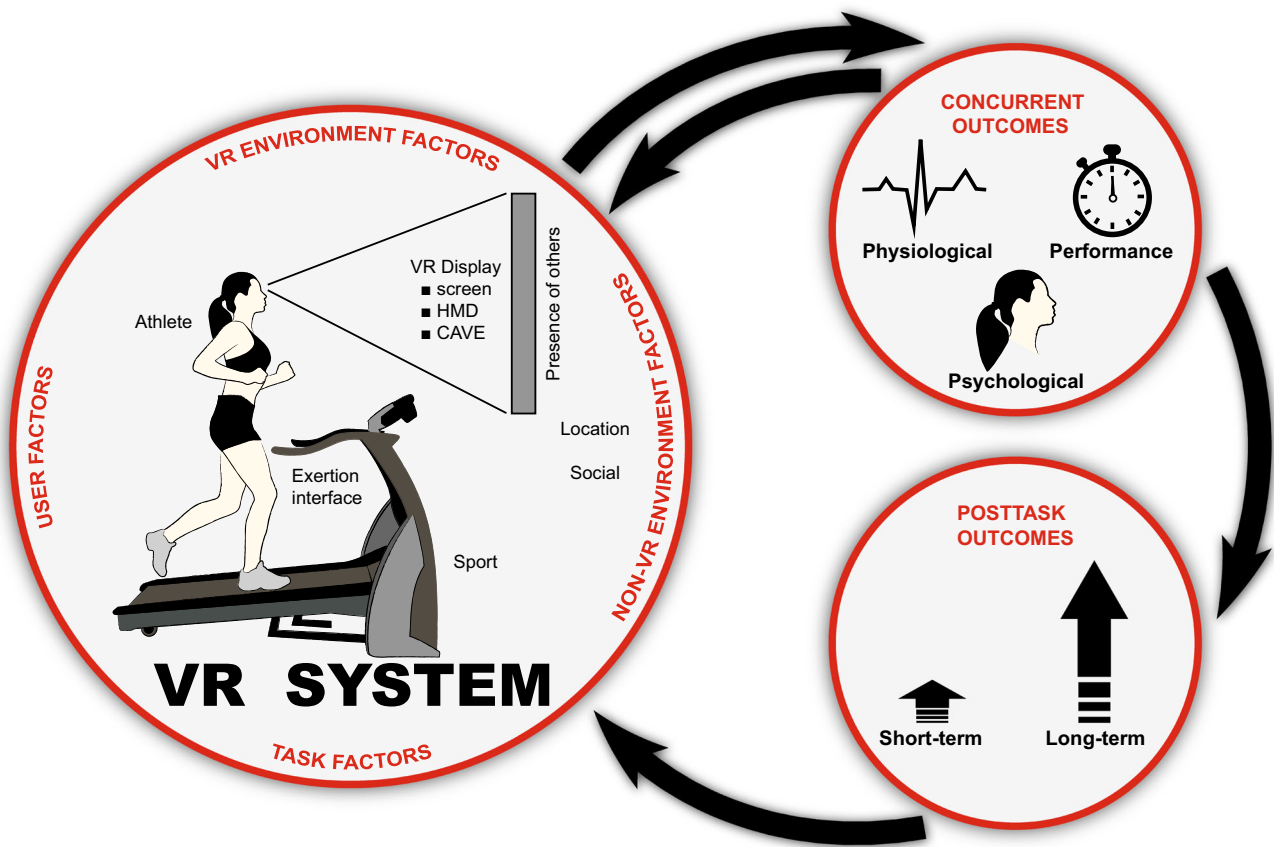 VR ENVIRONMENT FACTORS
USER FACTORS
NON-VR ENVIRONMENT FACTORS
TASK FACTORS
Athlete
VR Display
■ screen
■ HMD
■ CAVE
Presence of others
Location
Social
Exertion
interface
Sport
VR SYSTEM
CONCURRENT
OUTCOMES
Physiological
Performance
Psychological
POSTTASK
OUTCOMES
Short-term
Long-term